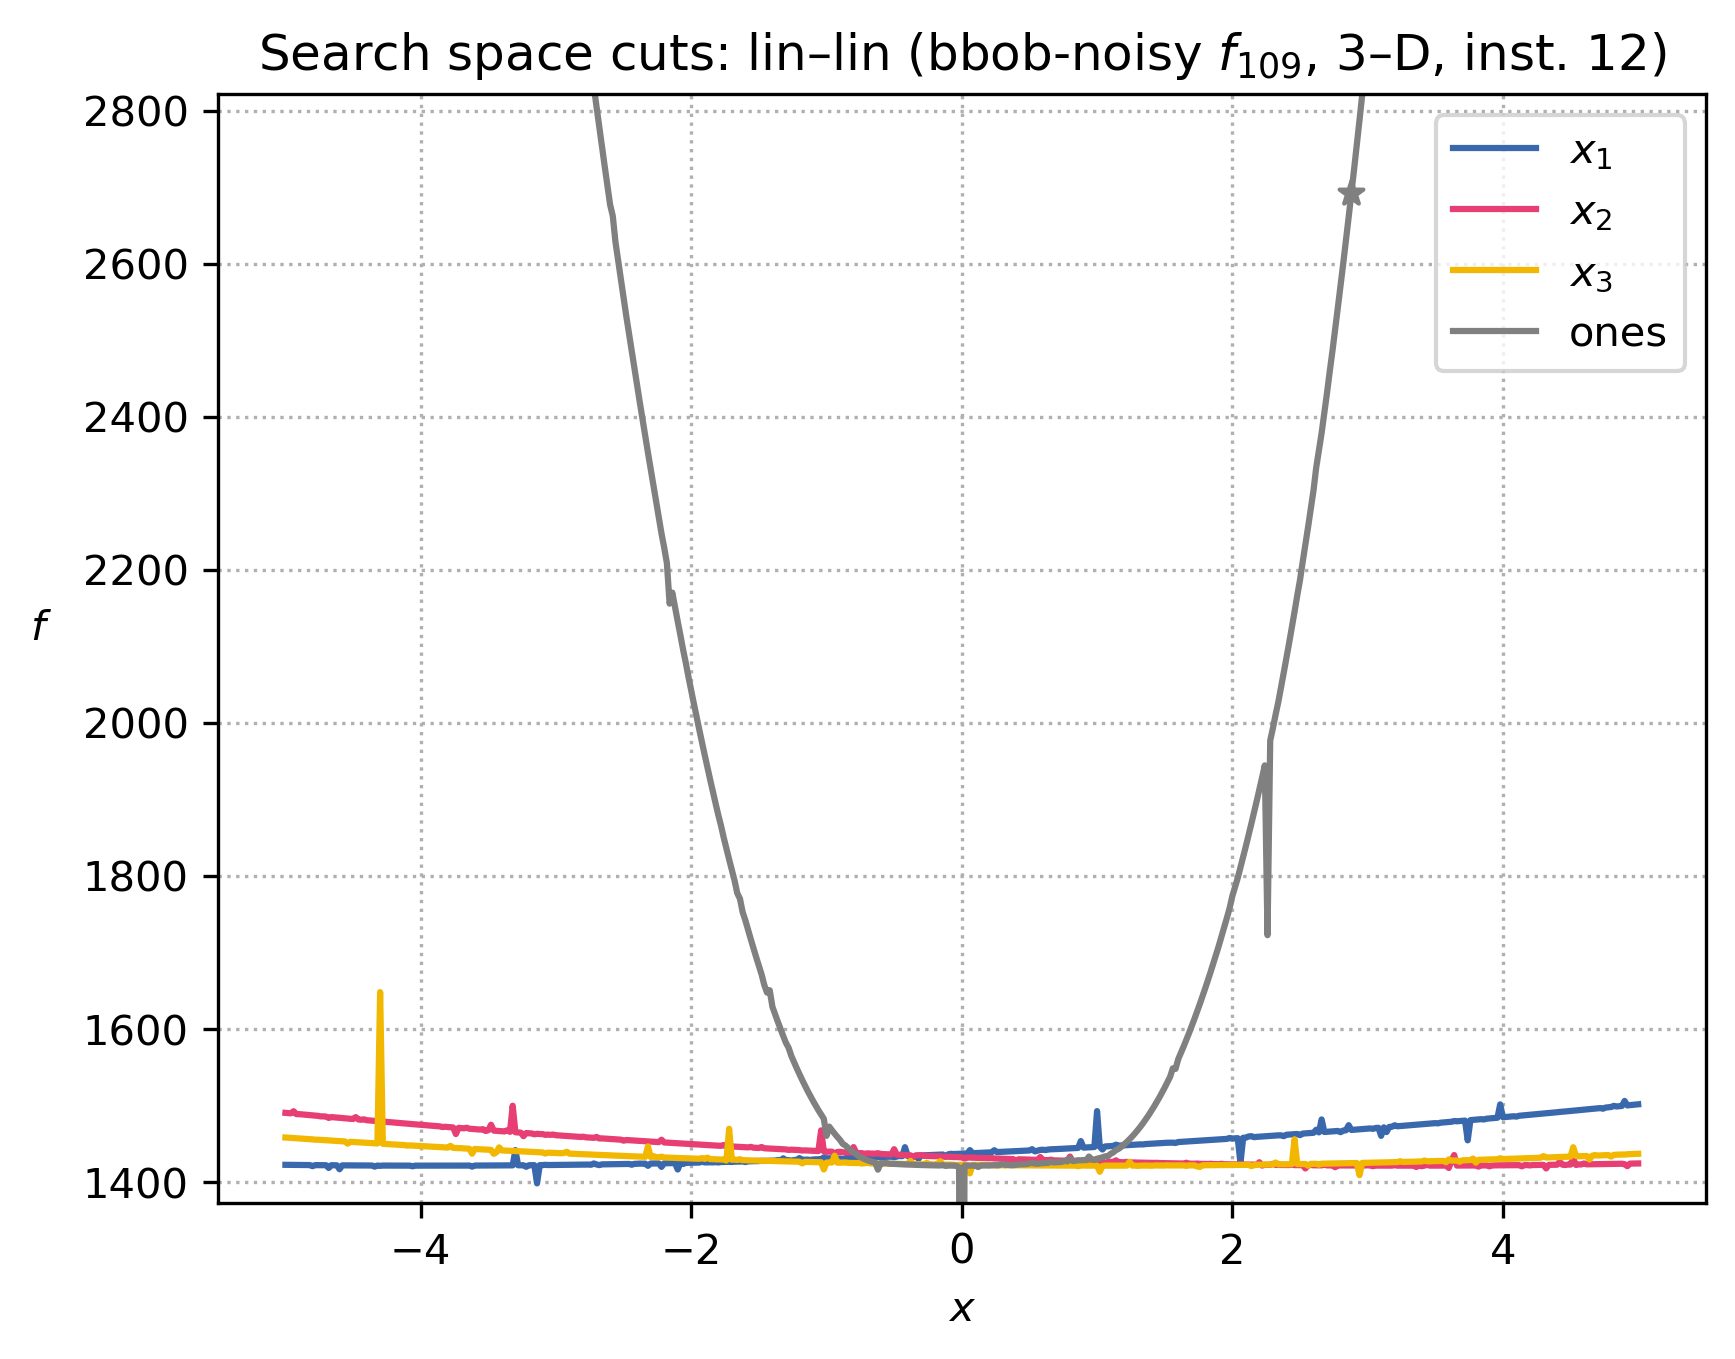 Search space cuts: lin–lin (bbob-noisy f₁₀₉, 3–D, inst. 12)
2800
2600
2400
2200
2000
1800
1600
1400
f
−4
−2
0
2
4
x
x₁
x₂
x₃
ones